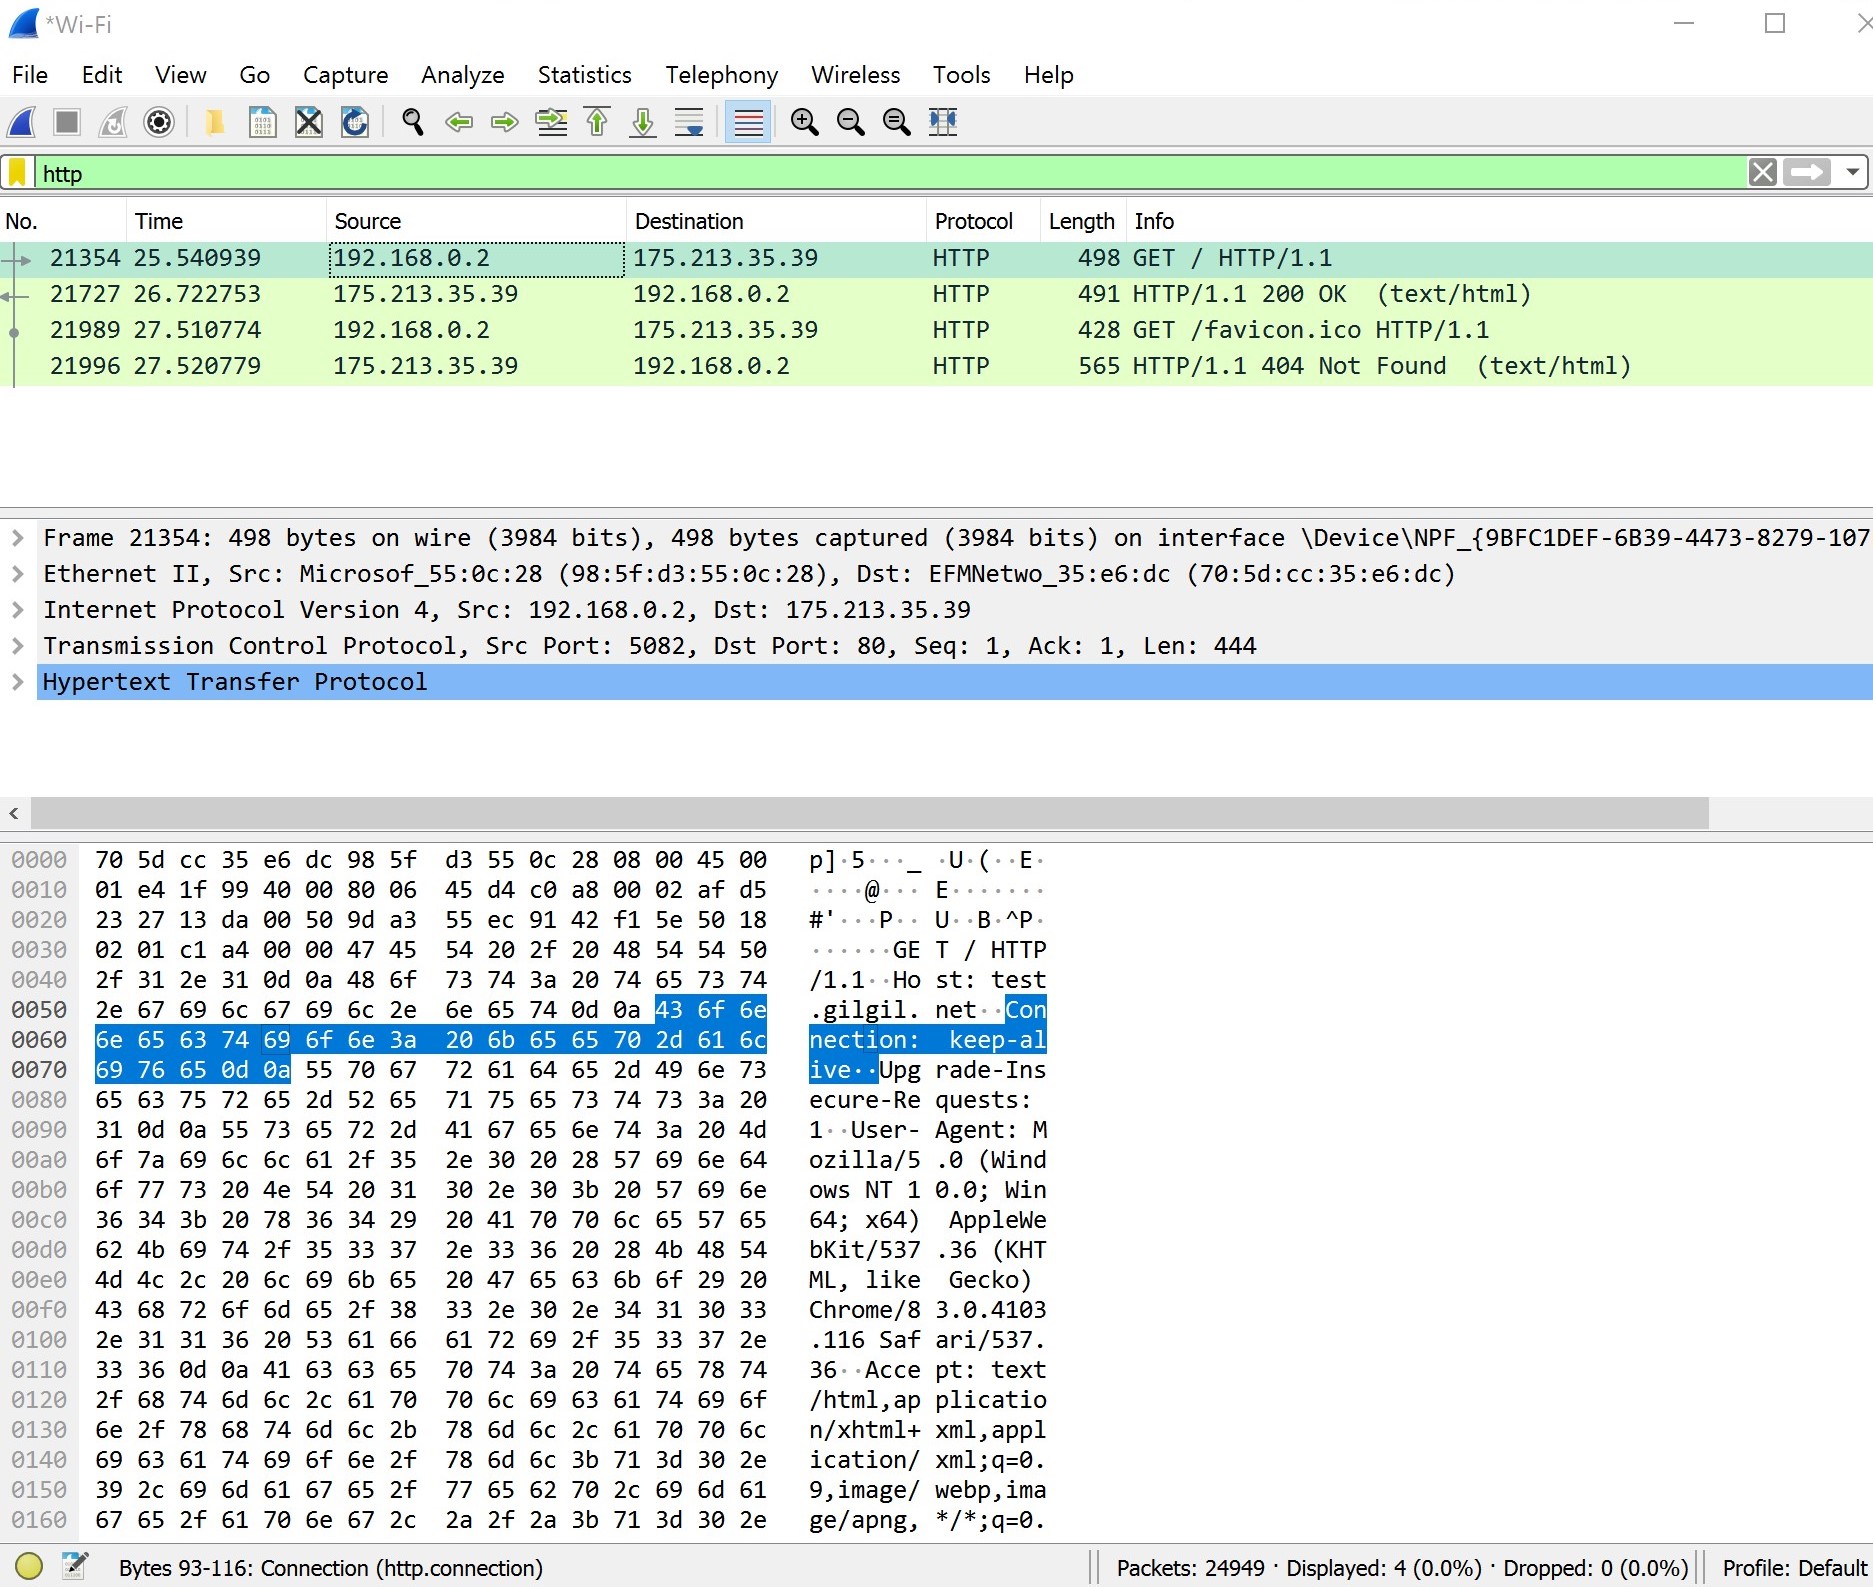 *Wi-Fi
File Edit View Go Capture Analyze Statistics Telephony Wireless Tools Help
http
No. Time Source Destination Protocol Length Info
21354 25.540939 192.168.0.2 175.213.35.39 HTTP 498 GET / HTTP/1.1
21727 26.722753 175.213.35.39 192.168.0.2 HTTP 491 HTTP/1.1 200 OK (text/html)
21989 27.510774 192.168.0.2 175.213.35.39 HTTP 428 GET /favicon.ico HTTP/1.1
21996 27.520779 175.213.35.39 192.168.0.2 HTTP 565 HTTP/1.1 404 Not Found (text/html)
Frame 21354: 498 bytes on wire (3984 bits), 498 bytes captured (3984 bits) on interface \Device\NPF_{9BFC1DEF-6B39-4473-8279-107
Ethernet II, Src: Microsof_55:0c:28 (98:5f:d3:55:0c:28), Dst: EFMNetwo_35:e6:dc (70:5d:cc:35:e6:dc)
Internet Protocol Version 4, Src: 192.168.0.2, Dst: 175.213.35.39
Transmission Control Protocol, Src Port: 5082, Dst Port: 80, Seq: 1, Ack: 1, Len: 444
Hypertext Transfer Protocol
0000 70 5d cc 35 e6 dc 98 5f d3 55 0c 28 08 00 45 00 p]·5···_ ·U·(··E·
0010 01 e4 1f 99 40 00 80 06 45 d4 c0 a8 00 02 af d5 ····@··· E·······
0020 23 27 13 da 00 50 9d a3 55 ec 91 42 f1 5e 50 18 #'···P·· U··B·^P·
0030 02 01 c1 a4 00 00 47 45 54 20 2f 20 48 54 54 50 ······GE T / HTTP
0040 2f 31 2e 31 0d 0a 48 6f 73 74 3a 20 74 65 73 74 /1.1··Ho st: test
0050 2e 67 69 6c 67 69 6c 2e 6e 65 74 0d 0a 43 6f 6e .gilgil. net··Con
0060 6e 65 63 74 69 6f 6e 3a 20 6b 65 65 70 2d 61 6c nection: keep-al
0070 69 76 65 0d 0a 55 70 67 72 61 64 65 2d 49 6e 73 ive··Upg rade-Ins
0080 65 63 75 72 65 2d 52 65 71 75 65 73 74 73 3a 20 ecure-Re quests:
0090 31 0d 0a 55 73 65 72 2d 41 67 65 6e 74 3a 20 4d 1··User- Agent: M
00a0 6f 7a 69 6c 6c 61 2f 35 2e 30 20 28 57 69 6e 64 ozilla/5 .0 (Wind
00b0 6f 77 73 20 4e 54 20 31 30 2e 30 3b 20 57 69 6e ows NT 1 0.0; Win
00c0 36 34 3b 20 78 36 34 29 20 41 70 70 6c 65 57 65 64; x64) AppleWe
00d0 62 4b 69 74 2f 35 33 37 2e 33 36 20 28 4b 48 54 bKit/537 .36 (KHT
00e0 4d 4c 2c 20 6c 69 6b 65 20 47 65 63 6b 6f 29 20 ML, like Gecko)
00f0 43 68 72 6f 6d 65 2f 38 33 2e 30 2e 34 31 30 33 Chrome/8 3.0.4103
0100 2e 31 31 36 20 53 61 66 61 72 69 2f 35 33 37 2e .116 Saf ari/537.
0110 33 36 0d 0a 41 63 63 65 70 74 3a 20 74 65 78 74 36··Acce pt: text
0120 2f 68 74 6d 6c 2c 61 70 70 6c 69 63 61 74 69 6f /html,ap plicatio
0130 6e 2f 78 68 74 6d 6c 2b 78 6d 6c 2c 61 70 70 6c n/xhtml+ xml,appl
0140 69 63 61 74 69 6f 6e 2f 78 6d 6c 3b 71 3d 30 2e ication/ xml;q=0.
0150 39 2c 69 6d 61 67 65 2f 77 65 62 70 2c 69 6d 61 9,image/ webp,ima
0160 67 65 2f 61 70 6e 67 2c 2a 2f 2a 3b 71 3d 30 2e ge/apng, */*;q=0.
Bytes 93-116: Connection (http.connection) Packets: 24949 · Displayed: 4 (0.0%) · Dropped: 0 (0.0%) Profile: Default